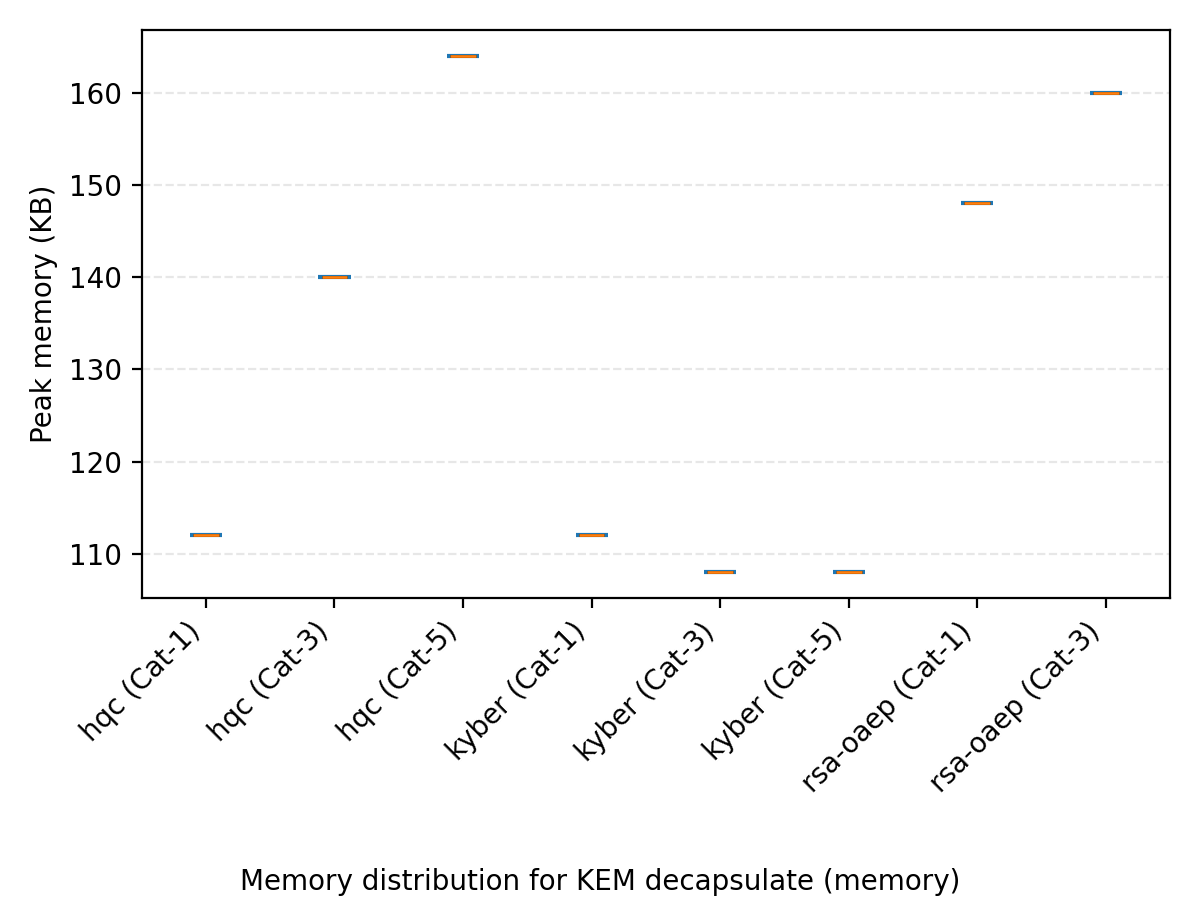 160
150
140
130
120
110
Peak memory (KB)
hqc (Cat-1)
hqc (Cat-3)
hqc (Cat-5)
kyber (Cat-1)
kyber (Cat-3)
kyber (Cat-5)
rsa-oaep (Cat-1)
rsa-oaep (Cat-3)
Memory distribution for KEM decapsulate (memory)